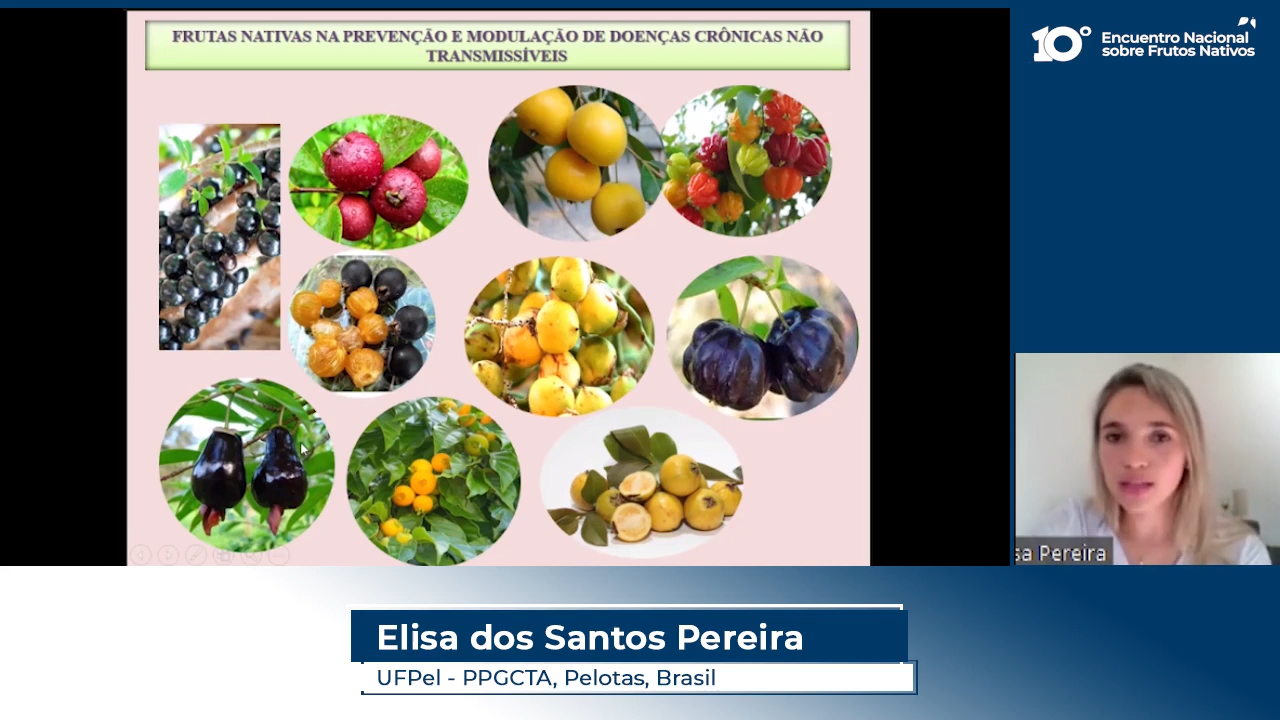 FRUTAS NATIVAS NA PREVENÇÃO E MODULAÇÃO DE DOENÇAS CRÔNICAS NÃO
TRANSMISSÍVEIS
10º
Encuentro Nacional
sobre Frutos Nativos
sa Pereira
Elisa dos Santos Pereira
UFPel - PPGCTA, Pelotas, Brasil